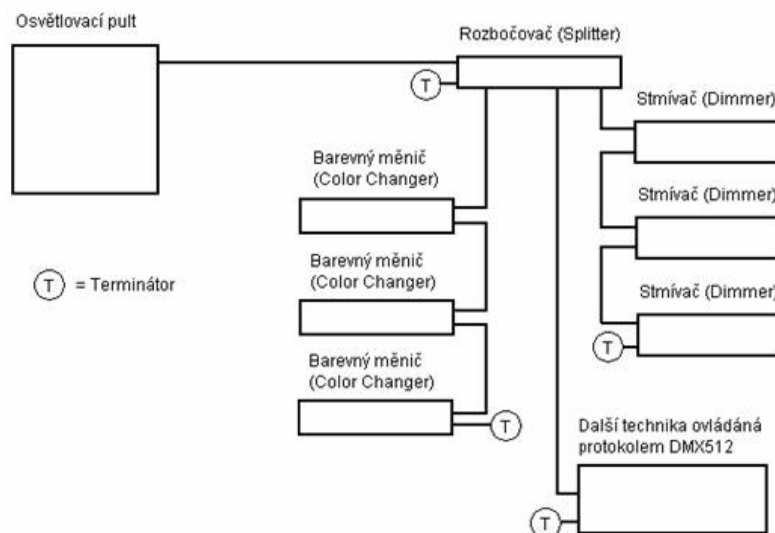 Osvětlovací pult
Rozbočovač (Splitter)
T
Stmívač (Dimmer)
Barevný měnič
(Color Changer)
Stmívač (Dimmer)
Barevný měnič
(Color Changer)
T = Terminátor
Stmívač (Dimmer)
T
Barevný měnič
(Color Changer)
T
Další technika ovládáná
protokolem DMX512
T